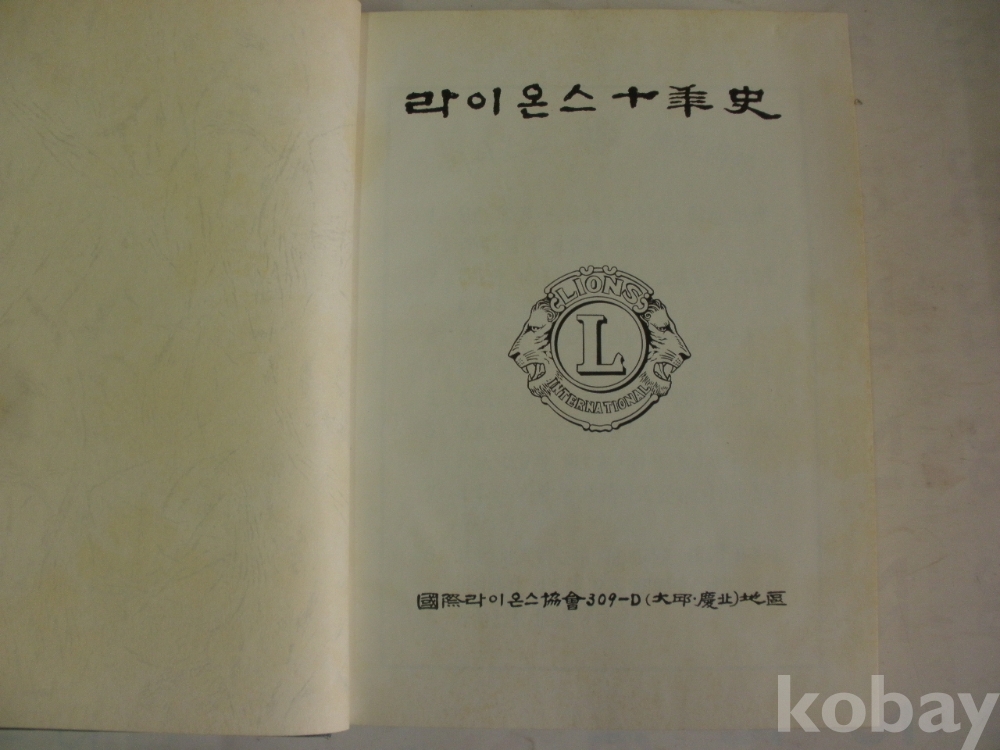 라이온스十年史
LIONS
L
INTERNATIONAL
國際라이온스協會309-D(大邱·慶北)地區
kobay